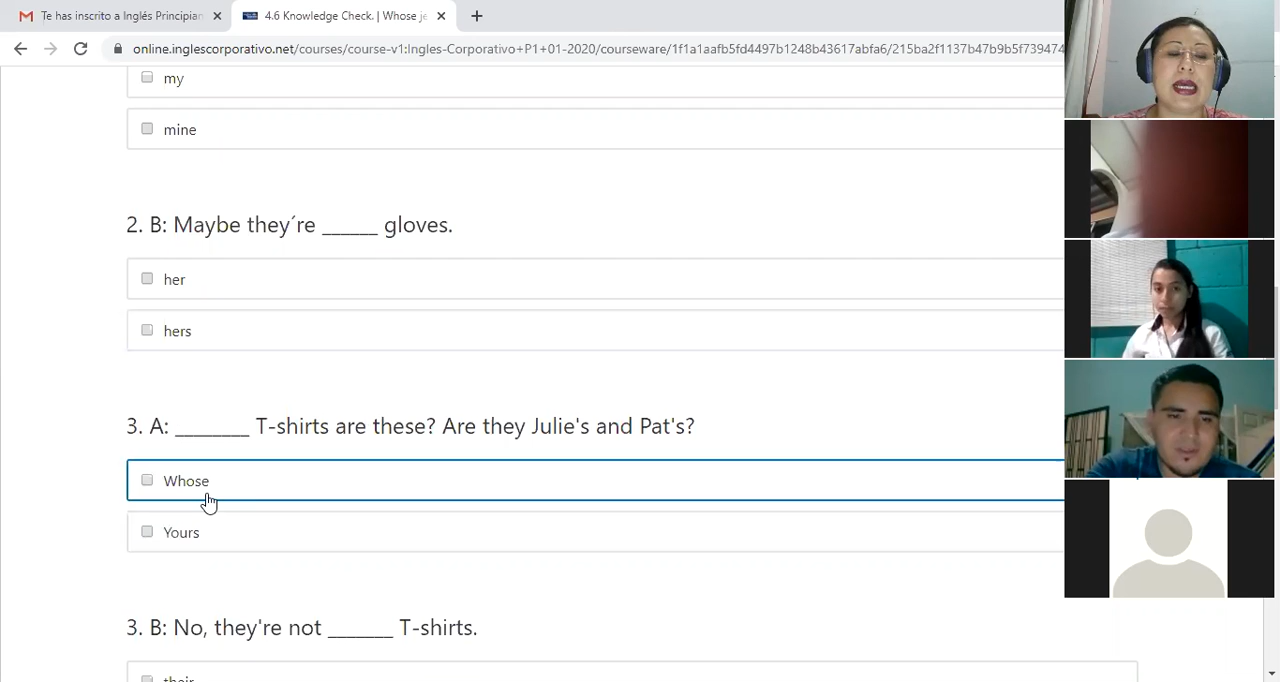 Te has inscrito a Inglés Principian
4.6 Knowledge Check. | Whose je
online.inglescorporativo.net/courses/course-v1:Ingles-Corporativo+P1+01-2020/courseware/1f1a1aafb5fd4497b1248b43617abfa6/215ba2f1137b47b9b5f739474
my
mine
2. B: Maybe they´re ______ gloves.
her
hers
3. A: ________ T-shirts are these? Are they Julie's and Pat's?
Whose
Yours
3. B: No, they're not _______ T-shirts.
their